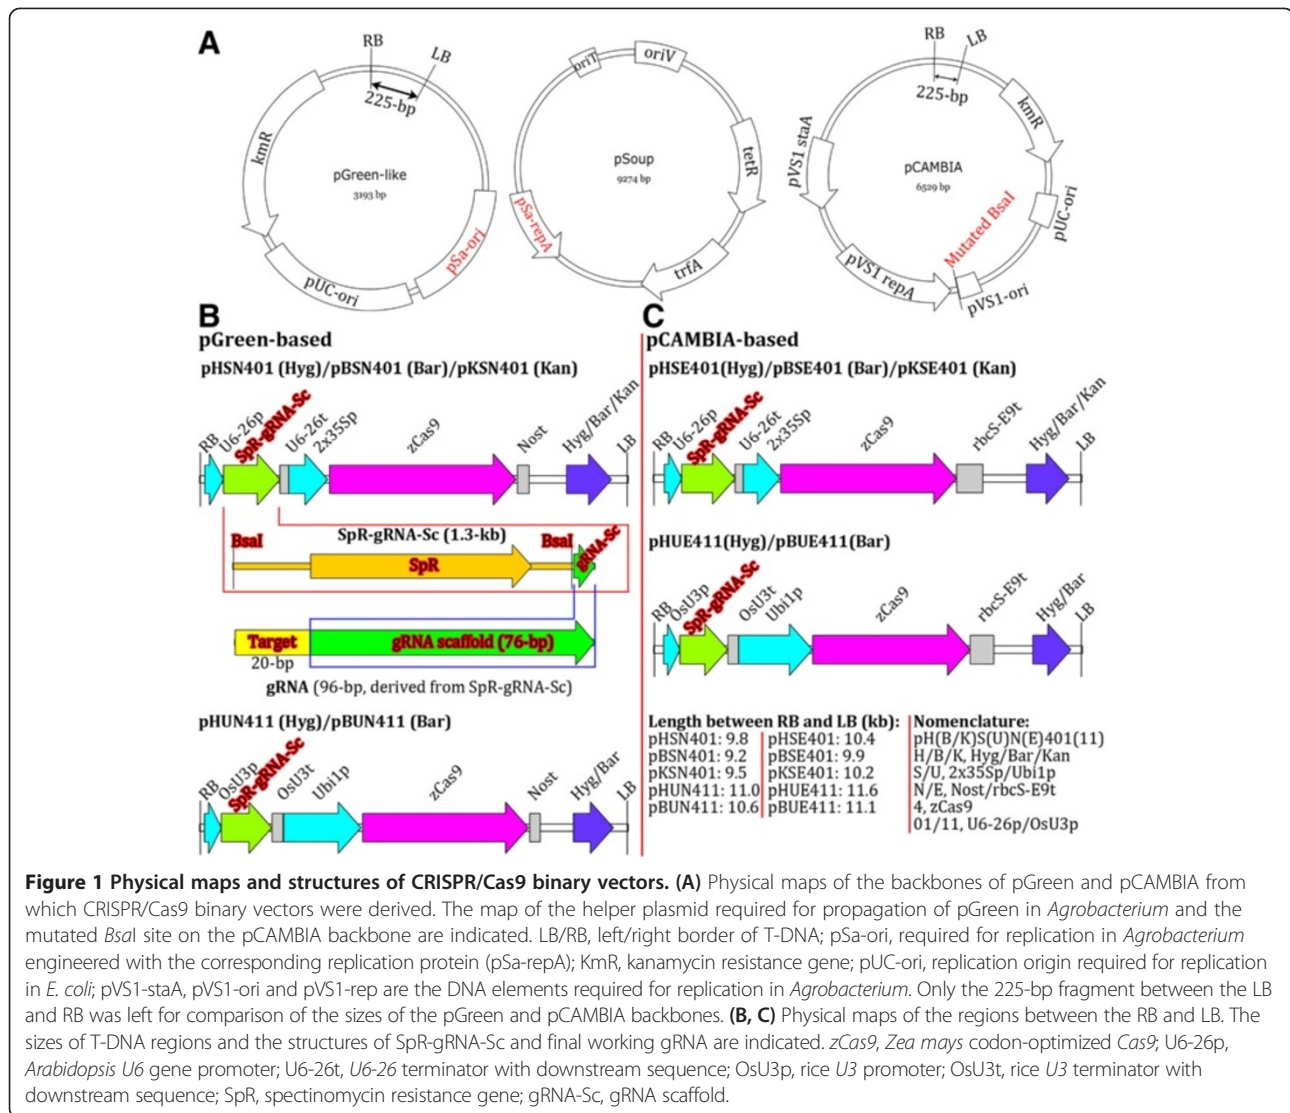 A
RB
LB
225-bp
kmR
pGreen-like
3193 bp
pSa-ori
pUC-ori
oriT
oriV
tetR
pSoup
9274 bp
pSa-repA
trfA
RB
LB
225-bp
kmR
pVS1 staA
pCAMBIA
6529 bp
Mutated BsaI
pUC-ori
pVS1 repA
pVS1-ori
B
pGreen-based
pHSN401 (Hyg)/pBSN401 (Bar)/pKSN401 (Kan)
RB
U6-26p
SpR-gRNA-Sc
U6-26t
2x35Sp
zCas9
Nost
Hyg/Bar/Kan
LB
SpR-gRNA-Sc (1.3-kb)
BsaI
SpR
BsaI
gRNA-Sc
Target
gRNA scaffold (76-bp)
20-bp
gRNA (96-bp, derived from SpR-gRNA-Sc)
pHUN411 (Hyg)/pBUN411 (Bar)
RB
OsU3p
SpR-gRNA-Sc
OsU3t
Ubi1p
zCas9
Nost
Hyg/Bar
LB
C
pCAMBIA-based
pHSE401(Hyg)/pBSE401 (Bar)/pKSE401 (Kan)
RB
U6-26p
SpR-gRNA-Sc
U6-26t
2x35Sp
zCas9
rbcS-E9t
Hyg/Bar/Kan
LB
pHUE411(Hyg)/pBUE411(Bar)
RB
OsU3p
SpR-gRNA-Sc
OsU3t
Ubi1p
zCas9
rbcS-E9t
Hyg/Bar
LB
Length between RB and LB (kb):
pHSN401: 9.8
pBSN401: 9.2
pKSN401: 9.5
pHUN411: 11.0
pBUN411: 10.6
pHSE401: 10.4
pBSE401: 9.9
pKSE401: 10.2
pHUE411: 11.6
pBUE411: 11.1
Nomenclature:
pH(B/K)S(U)N(E)401(11)
H/B/K, Hyg/Bar/Kan
S/U, 2x35Sp/Ubi1p
N/E, Nost/rbcS-E9t
4, zCas9
01/11, U6-26p/OsU3p
Figure 1 Physical maps and structures of CRISPR/Cas9 binary vectors. (A) Physical maps of the backbones of pGreen and pCAMBIA from
which CRISPR/Cas9 binary vectors were derived. The map of the helper plasmid required for propagation of pGreen in Agrobacterium and the
mutated BsaI site on the pCAMBIA backbone are indicated. LB/RB, left/right border of T-DNA; pSa-ori, required for replication in Agrobacterium
engineered with the corresponding replication protein (pSa-repA); KmR, kanamycin resistance gene; pUC-ori, replication origin required for replication
in E. coli; pVS1-staA, pVS1-ori and pVS1-rep are the DNA elements required for replication in Agrobacterium. Only the 225-bp fragment between the LB
and RB was left for comparison of the sizes of the pGreen and pCAMBIA backbones. (B, C) Physical maps of the regions between the RB and LB. The
sizes of T-DNA regions and the structures of SpR-gRNA-Sc and final working gRNA are indicated. zCas9, Zea mays codon-optimized Cas9; U6-26p,
Arabidopsis U6 gene promoter; U6-26t, U6-26 terminator with downstream sequence; OsU3p, rice U3 promoter; OsU3t, rice U3 terminator with
downstream sequence; SpR, spectinomycin resistance gene; gRNA-Sc, gRNA scaffold.